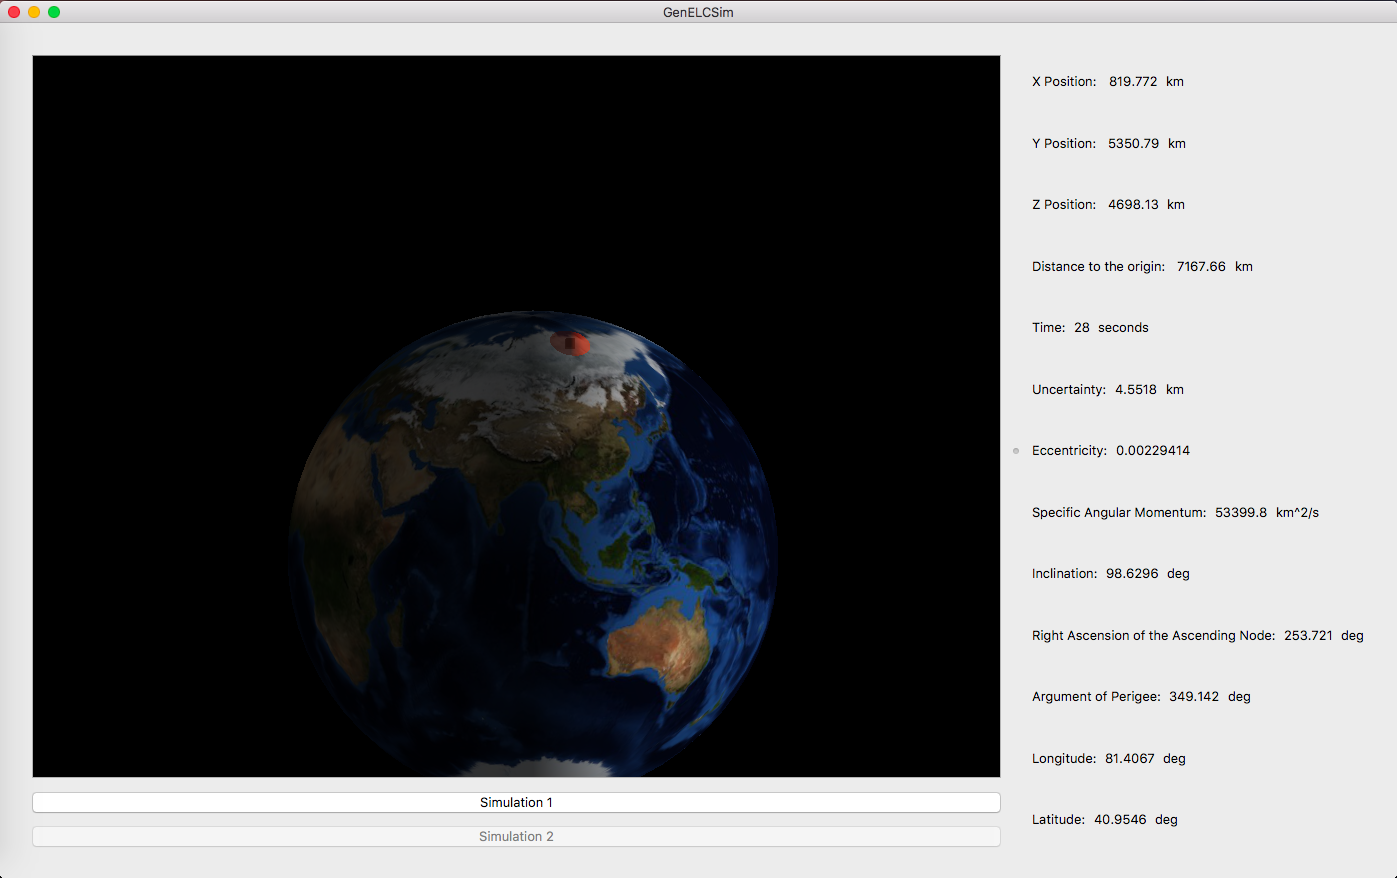 GenELCSim
X Position: 819.772 km
Y Position: 5350.79 km
Z Position: 4698.13 km
Distance to the origin: 7167.66 km
Time: 28 seconds
Uncertainty: 4.5518 km
Eccentricity: 0.00229414
Specific Angular Momentum: 53399.8 km^2/s
Inclination: 98.6296 deg
Right Ascension of the Ascending Node: 253.721 deg
Argument of Perigee: 349.142 deg
Longitude: 81.4067 deg
Latitude: 40.9546 deg
Simulation 1
Simulation 2